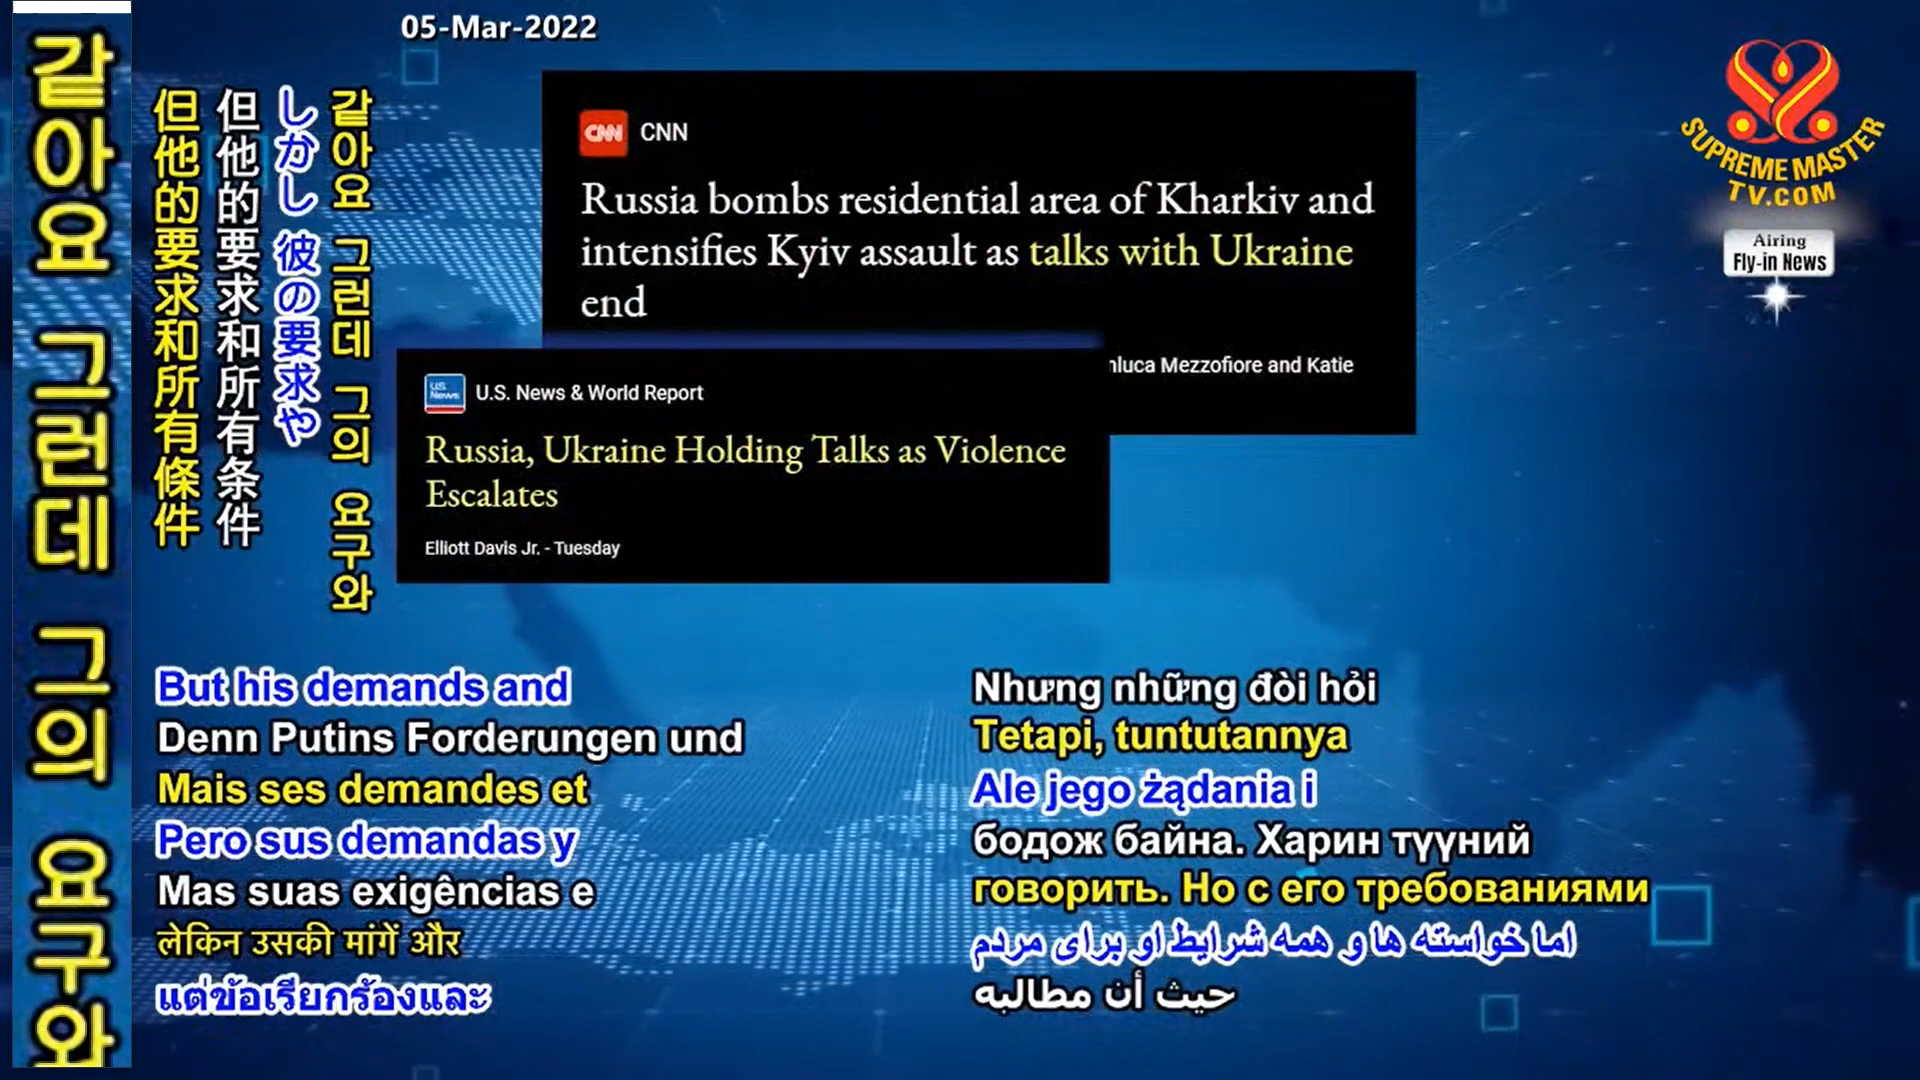 05-Mar-2022
같아요 그런데 그의 요구와
但他的要求和所有條件
但他的要求和所有条件
しかし 彼の要求や
같아요 그런데 그의 요구와
CNN
CNN
Russia bombs residential area of Kharkiv and
intensifies Kyiv assault as talks with Ukraine
end
Mezzofiore and Katie
U.S. News
U.S. News & World Report
Russia, Ukraine Holding Talks as Violence
Escalates
Elliott Davis Jr. - Tuesday
SUPREME MASTER
TV.COM
Airing
Fly-in News
But his demands and
Denn Putins Forderungen und
Mais ses demandes et
Pero sus demandas y
Mas suas exigências e
लेकिन उसकी मांगें और
แต่ข้อเรียกร้องและ
Nhưng những đòi hỏi
Tetapi, tuntutannya
Ale jego żądania i
бодож байна. Харин түүний
говорить. Но с его требованиями
اما خواسته ها و همه شرایط او برای مردم
حيث أن مطالبه